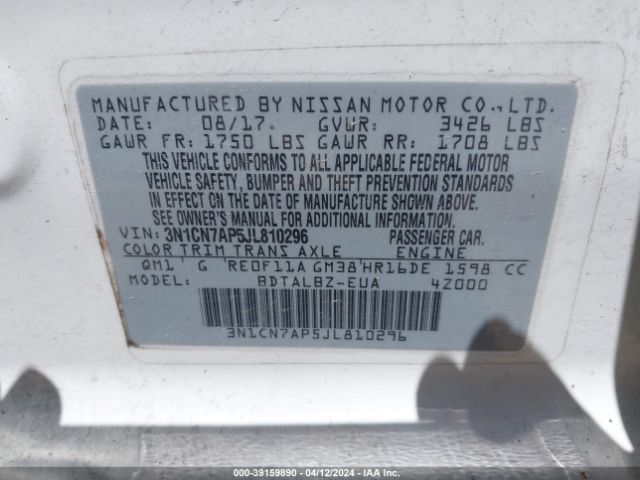 MANUFACTURED BY NISSAN MOTOR CO.,LTD.
DATE: 08/17. GVWR: 3426 LBS
GAWR FR: 1750 LBS GAWR RR: 1708 LBS
THIS VEHICLE CONFORMS TO ALL APPLICABLE FEDERAL MOTOR
VEHICLE SAFETY, BUMPER AND THEFT PREVENTION STANDARDS
IN EFFECT ON THE DATE OF MANUFACTURE SHOWN ABOVE.
SEE OWNER'S MANUAL FOR ADDITIONAL INFORMATION.
VIN: 3N1CN7AP5JL810296 PASSENGER CAR.
COLOR TRIM TRANS AXLE ENGINE
QM1 G RE0F11A GM38 HR16DE 1598 CC
MODEL: BDTALBZ-EUA 4Z000
3N1CN7AP5JL810296
000-39159890 - 04/12/2024 - IAA Inc.